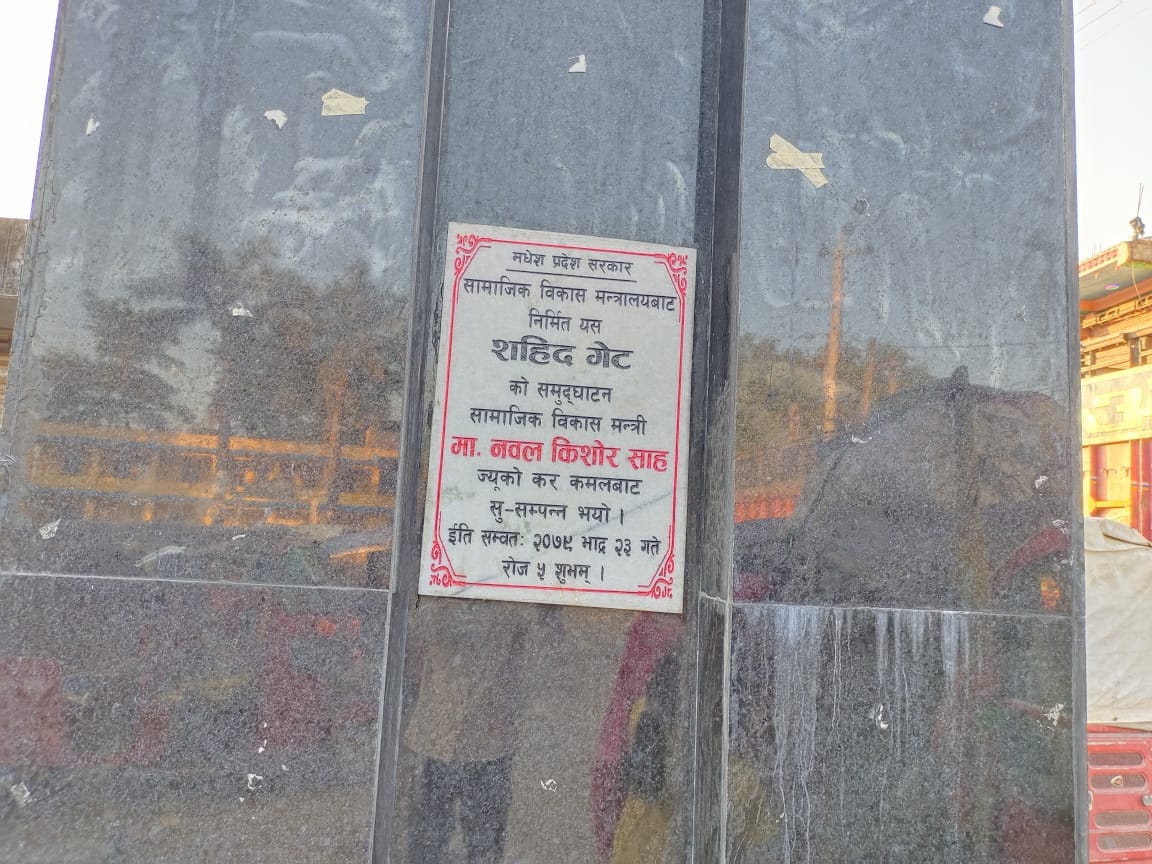 मधेश प्रदेश सरकार
सामाजिक विकास मन्त्रालयबाट
निर्मित यस
शहिद गेट
को समुद्घाटन
सामाजिक विकास मन्त्री
मा. नवल किशोर साह
ज्यूको कर कमलबाट
सु-सम्पन्न भयो ।
ईति सम्वतः २०७९ भाद्र २३ गते
रोज ५ शुभम् ।